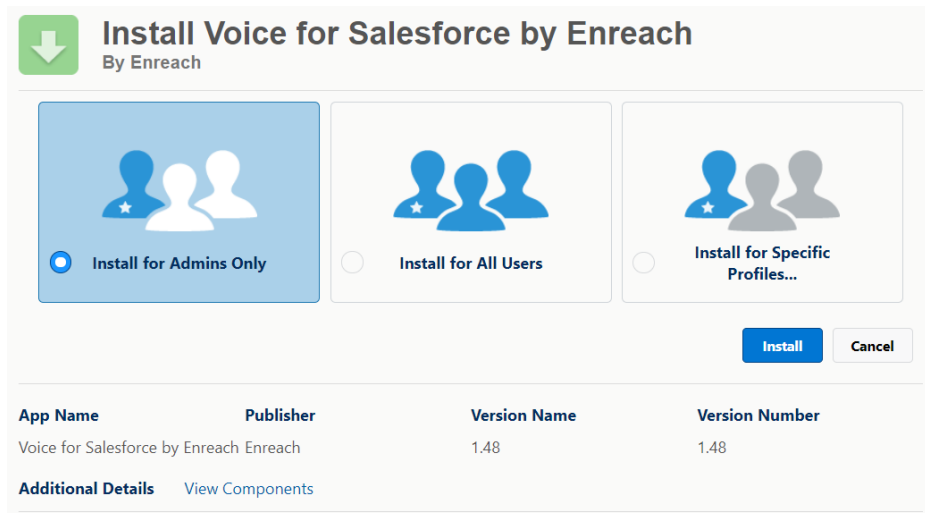 Install Voice for Salesforce by Enreach
By Enreach
Install for Admins Only
Install for All Users
Install for Specific
Profiles...
Install
Cancel
App Name Publisher Version Name Version Number
Voice for Salesforce by Enreach Enreach 1.48 1.48
Additional Details View Components